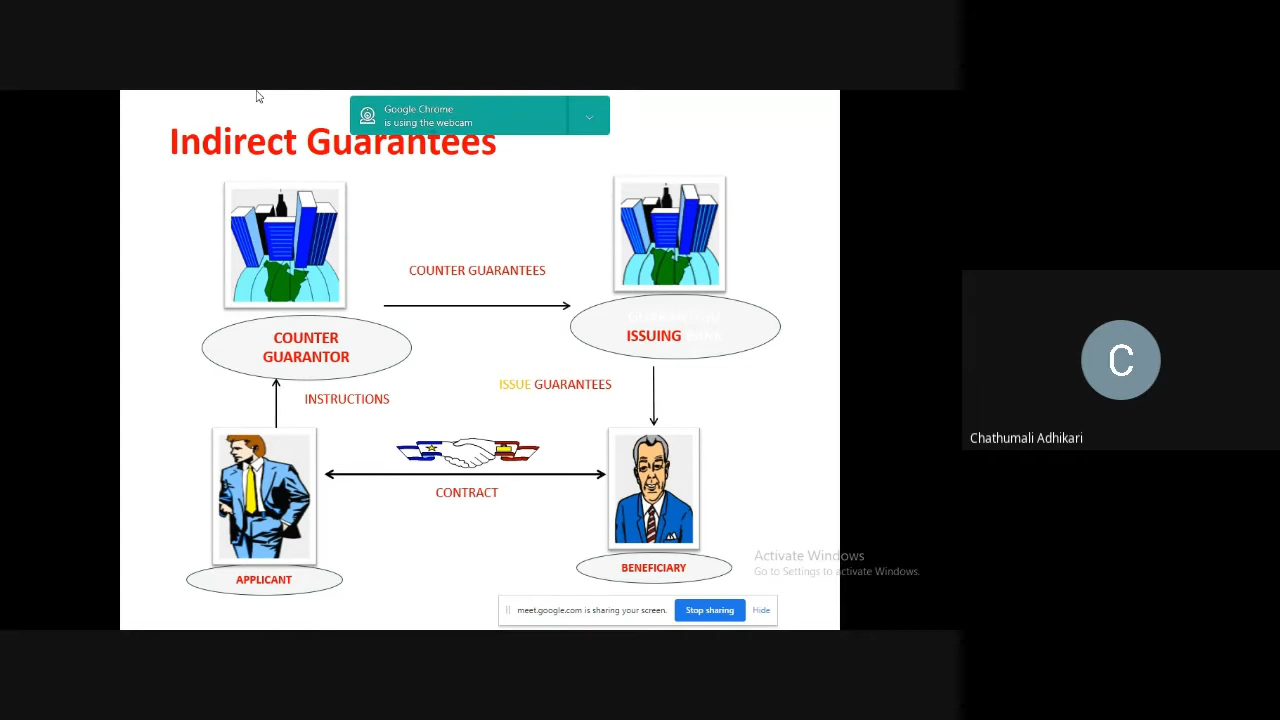 Google Chrome
is using the webcam
Indirect Guarantees
COUNTER GUARANTEES
COUNTER
GUARANTOR
ISSUING BANK
INSTRUCTIONS
ISSUE GUARANTEES
CONTRACT
APPLICANT
BENEFICIARY
Chathumali Adhikari
C
Activate Windows
Go to Settings to activate Windows.
meet.google.com is sharing your screen.
Stop sharing
Hide